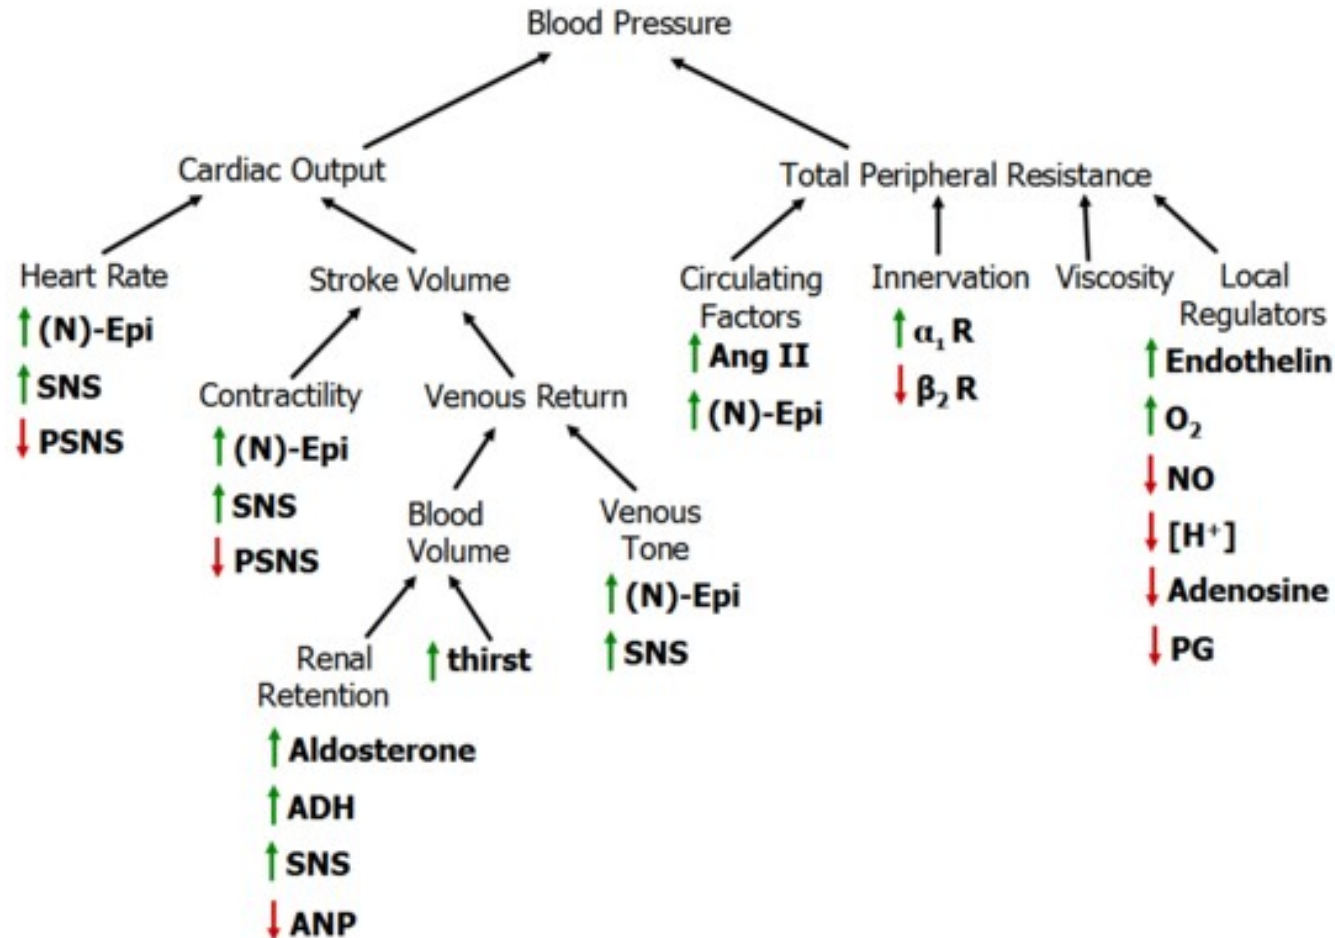 Blood Pressure
Cardiac Output
Total Peripheral Resistance
Heart Rate
↑ (N)-Epi
↑ SNS
↓ PSNS
Stroke Volume
Contractility
↑ (N)-Epi
↑ SNS
↓ PSNS
Venous Return
Blood
Volume
Renal
Retention
↑ Aldosterone
↑ ADH
↑ SNS
↓ ANP
↑ thirst
Venous
Tone
↑ (N)-Epi
↑ SNS
Circulating
Factors
↑ Ang II
↑ (N)-Epi
Innervation
↑ α₁ R
↓ β₂ R
Viscosity
Local
Regulators
↑ Endothelin
↑ O₂
↓ NO
↓ [H⁺]
↓ Adenosine
↓ PG